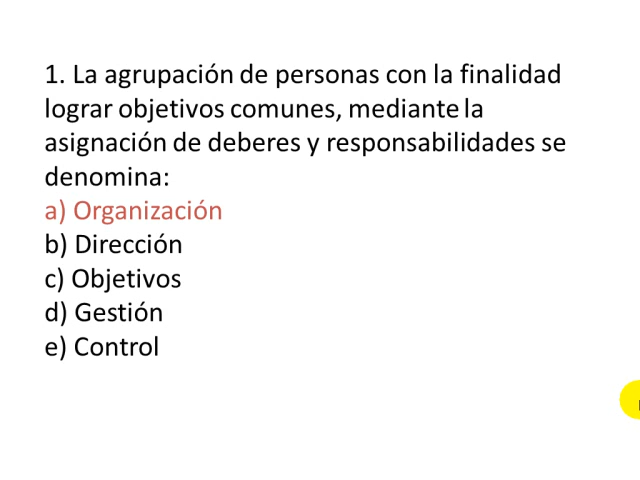 1. La agrupación de personas con la finalidad
lograr objetivos comunes, mediante la
asignación de deberes y responsabilidades se
denomina:
a) Organización
b) Dirección
c) Objetivos
d) Gestión
e) Control